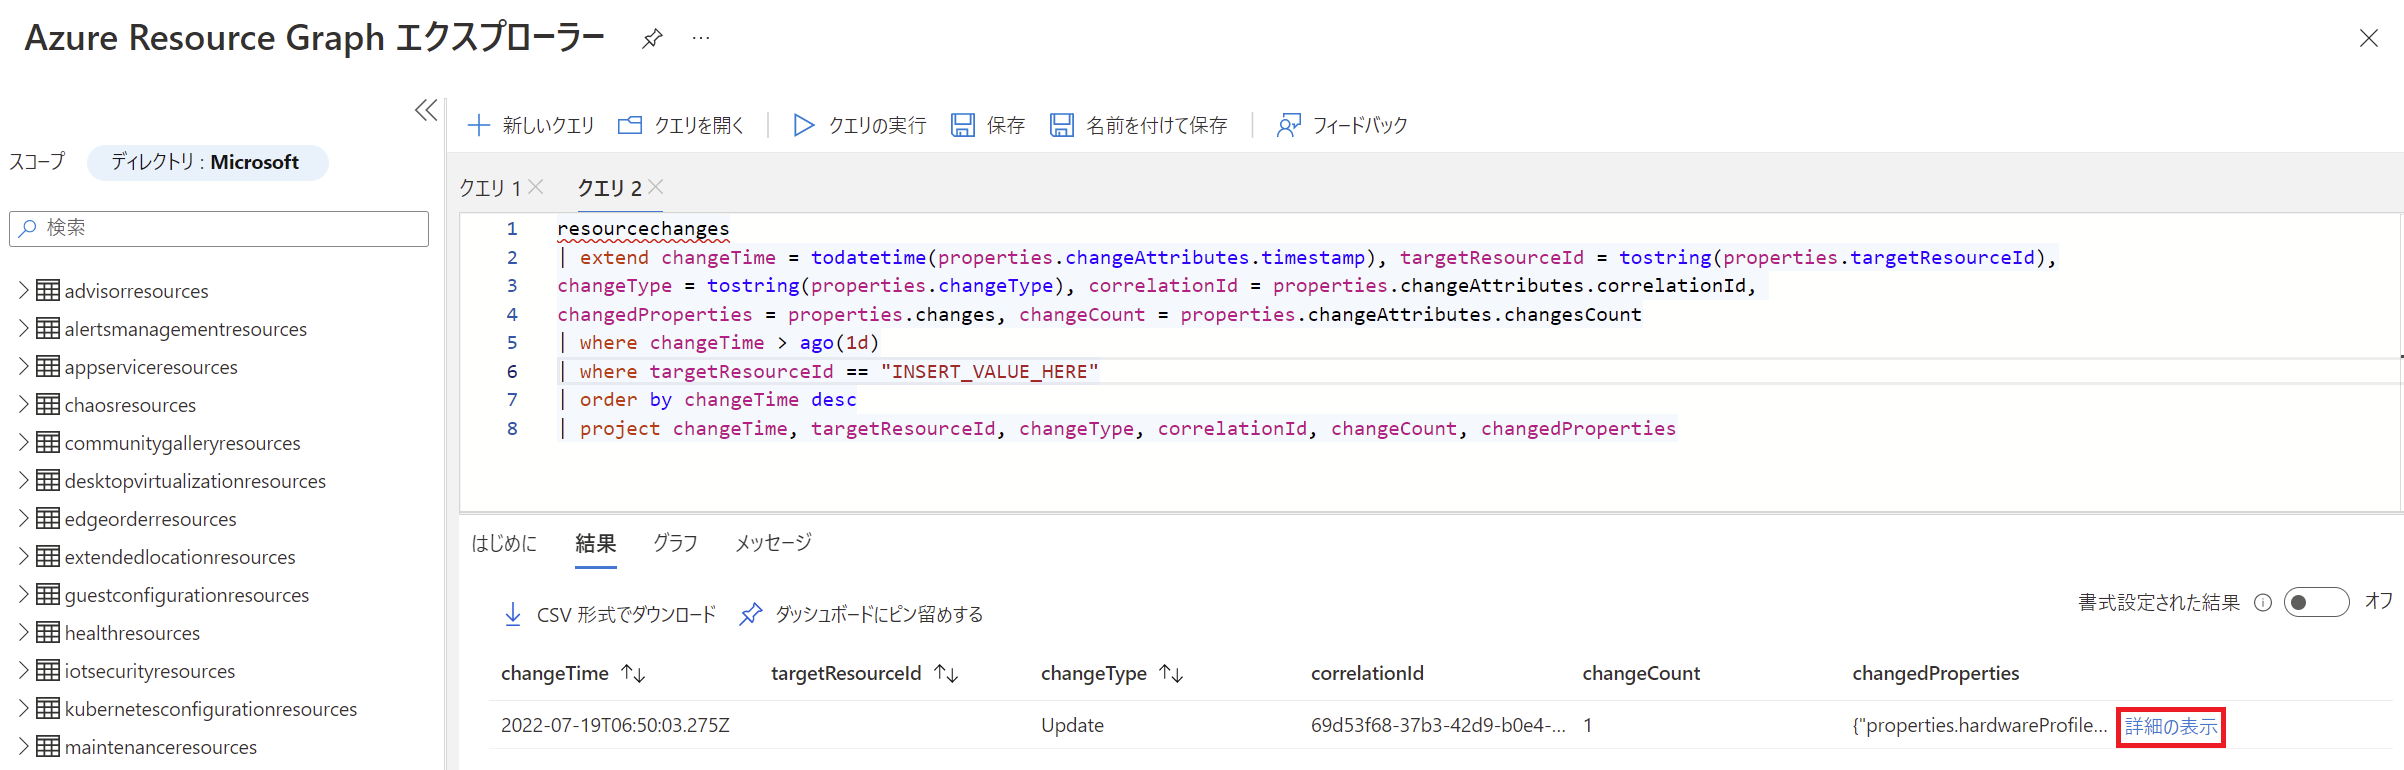 Azure Resource Graph エクスプローラー
スコープ ディレクトリ : Microsoft
検索
advisorresources
alertsmanagementresources
appserviceresources
chaosresources
communitygalleryresources
desktopvirtualizationresources
edgeorderresources
extendedlocationresources
guestconfigurationresources
healthresources
iotsecurityresources
kubernetesconfigurationresources
maintenanceresources
新しいクエリ クエリを開く クエリの実行 保存 名前を付けて保存 フィードバック
クエリ 1 クエリ 2
1 resourcechanges
2 | extend changeTime = todatetime(properties.changeAttributes.timestamp), targetResourceId = tostring(properties.targetResourceId),
3 changeType = tostring(properties.changeType), correlationId = properties.changeAttributes.correlationId,
4 changedProperties = properties.changes, changeCount = properties.changeAttributes.changesCount
5 | where changeTime > ago(1d)
6 | where targetResourceId == "INSERT_VALUE_HERE"
7 | order by changeTime desc
8 | project changeTime, targetResourceId, changeType, correlationId, changeCount, changedProperties
はじめに 結果 グラフ メッセージ
CSV 形式でダウンロード ダッシュボードにピン留めする
書式設定された結果 オフ
changeTime targetResourceId changeType correlationId changeCount changedProperties
2022-07-19T06:50:03.275Z Update 69d53f68-37b3-42d9-b0e4-... 1 {"properties.hardwareProfile... 詳細の表示